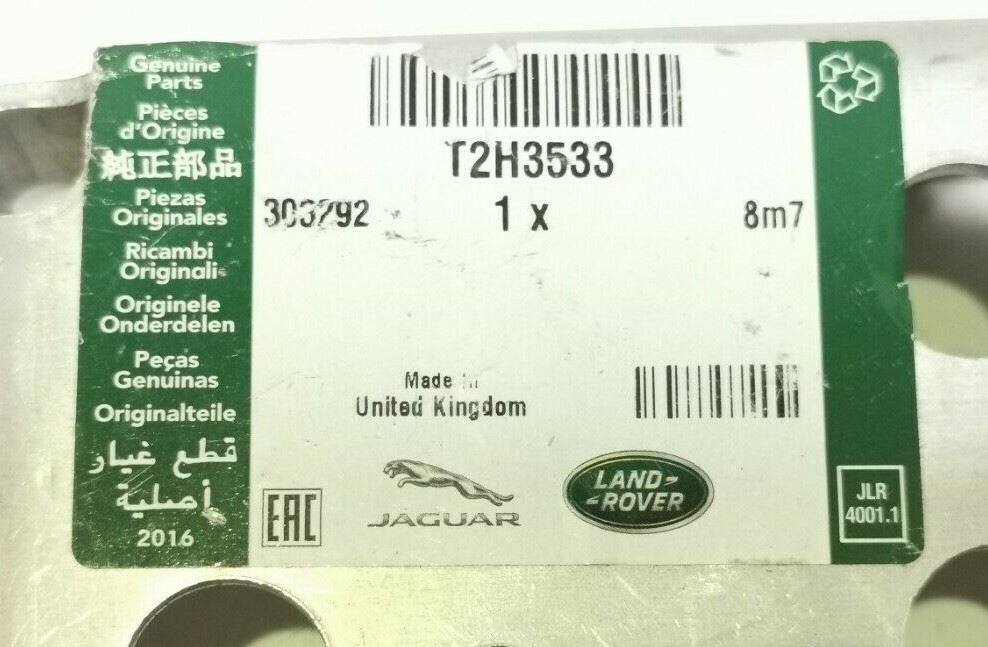 Genuine
Parts
Pièces
d'Origine
純正部品
Piezas
Originales
Ricambi
Originali
Originele
Onderdelen
Peças
Genuinas
Originalteile
قطع غيار
أصلية
2016
T2H3533
303292
1 x
8m7
Made in
United Kingdom
EAC
JAGUAR
LAND-
-ROVER
JLR
4001.1